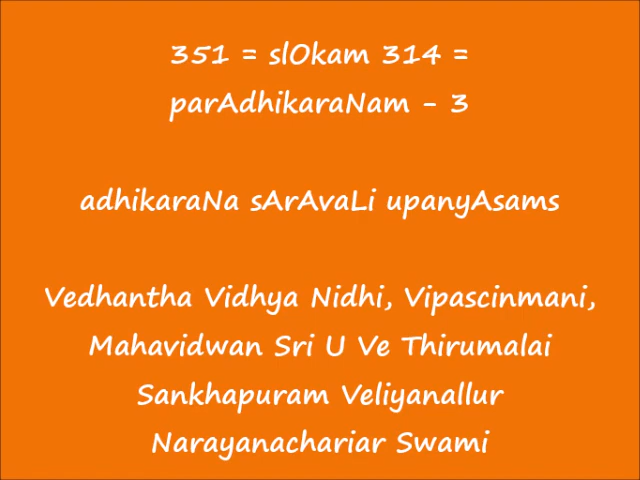 351 = slOkam 314 =
parAdhikaraNam - 3
adhikaraNa sArAvaLi upanyAsams
Vedhantha Vidhya Nidhi, Vipascinmani,
Mahavidwan Sri U Ve Thirumalai
Sankhapuram Veliyanallur
Narayanachariar Swami